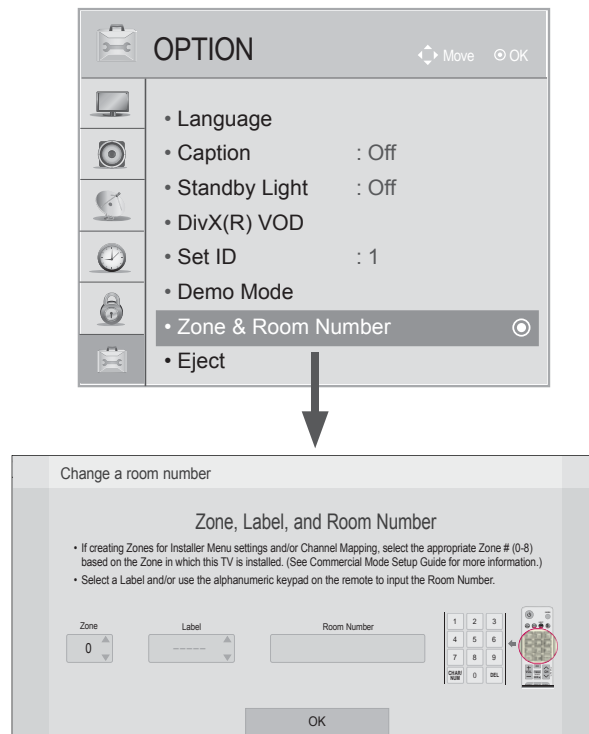 OPTION
Move OK
• Language
• Caption : Off
• Standby Light : Off
• DivX(R) VOD
• Set ID : 1
• Demo Mode
• Zone & Room Number
• Eject
Change a room number
Zone, Label, and Room Number
• If creating Zones for Installer Menu settings and/or Channel Mapping, select the appropriate Zone # (0-8)
based on the Zone in which this TV is installed. (See Commercial Mode Setup Guide for more information.)
• Select a Label and/or use the alphanumeric keypad on the remote to input the Room Number.
Zone Label Room Number
0 -----
1 2 3
4 5 6
7 8 9
CHAR/
NUM 0 DEL
OK